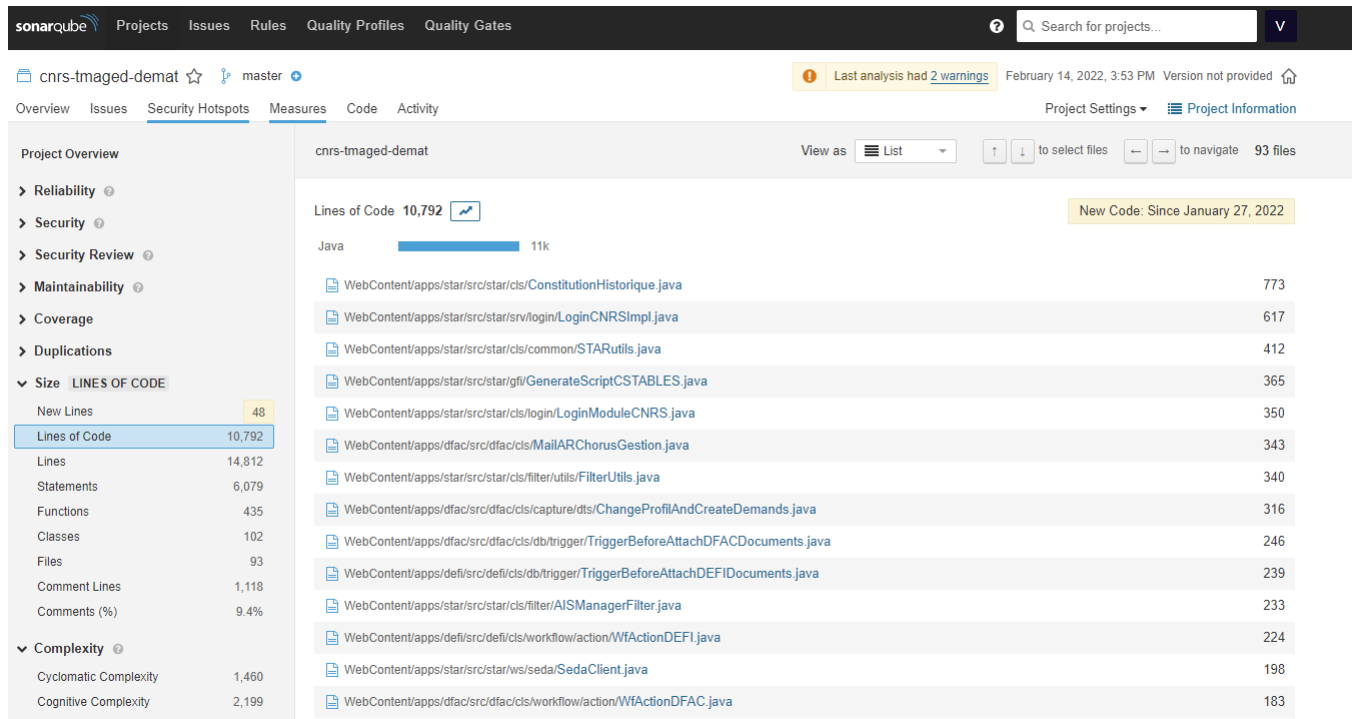 sonarqube Projects Issues Rules Quality Profiles Quality Gates ? Search for projects... V
cnrs-tmaged-demat master Last analysis had 2 warnings February 14, 2022, 3:53 PM Version not provided
Overview Issues Security Hotspots Measures Code Activity Project Settings Project Information
Project Overview
Reliability ?
Security ?
Security Review ?
Maintainability ?
Coverage
Duplications
Size LINES OF CODE
New Lines 48
Lines of Code 10,792
Lines 14,812
Statements 6,079
Functions 435
Classes 102
Files 93
Comment Lines 1,118
Comments (%) 9.4%
Complexity ?
Cyclomatic Complexity 1,460
Cognitive Complexity 2,199
cnrs-tmaged-demat View as List ↑ ↓ to select files ← → to navigate 93 files
Lines of Code 10,792 New Code: Since January 27, 2022
Java 11k
WebContent/apps/star/src/star/cls/ConstitutionHistorique.java 773
WebContent/apps/star/src/star/srv/login/LoginCNRSImpl.java 617
WebContent/apps/star/src/star/cls/common/STARutils.java 412
WebContent/apps/star/src/star/gfi/GenerateScriptCSTABLES.java 365
WebContent/apps/star/src/star/cls/login/LoginModuleCNRS.java 350
WebContent/apps/dfac/src/dfac/cls/MailARChorusGestion.java 343
WebContent/apps/star/src/star/cls/filter/utils/FilterUtils.java 340
WebContent/apps/dfac/src/dfac/cls/capture/dts/ChangeProfilAndCreateDemands.java 316
WebContent/apps/dfac/src/dfac/cls/db/trigger/TriggerBeforeAttachDFACDocuments.java 246
WebContent/apps/defi/src/defi/cls/db/trigger/TriggerBeforeAttachDEFIDocuments.java 239
WebContent/apps/star/src/star/cls/filter/AISManagerFilter.java 233
WebContent/apps/defi/src/defi/cls/workflow/action/WfActionDEFI.java 224
WebContent/apps/star/src/star/ws/seda/SedaClient.java 198
WebContent/apps/dfac/src/dfac/cls/workflow/action/WfActionDFAC.java 183